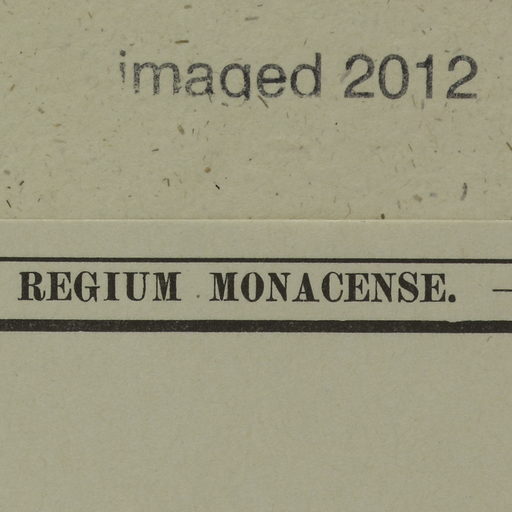 imaged 2012
REGIUM MONACENSE. —